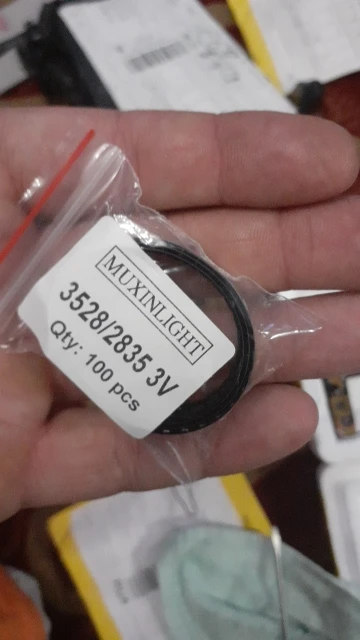 MUXINLIGHT
3528/2835 3V
Qty: 100 pcs